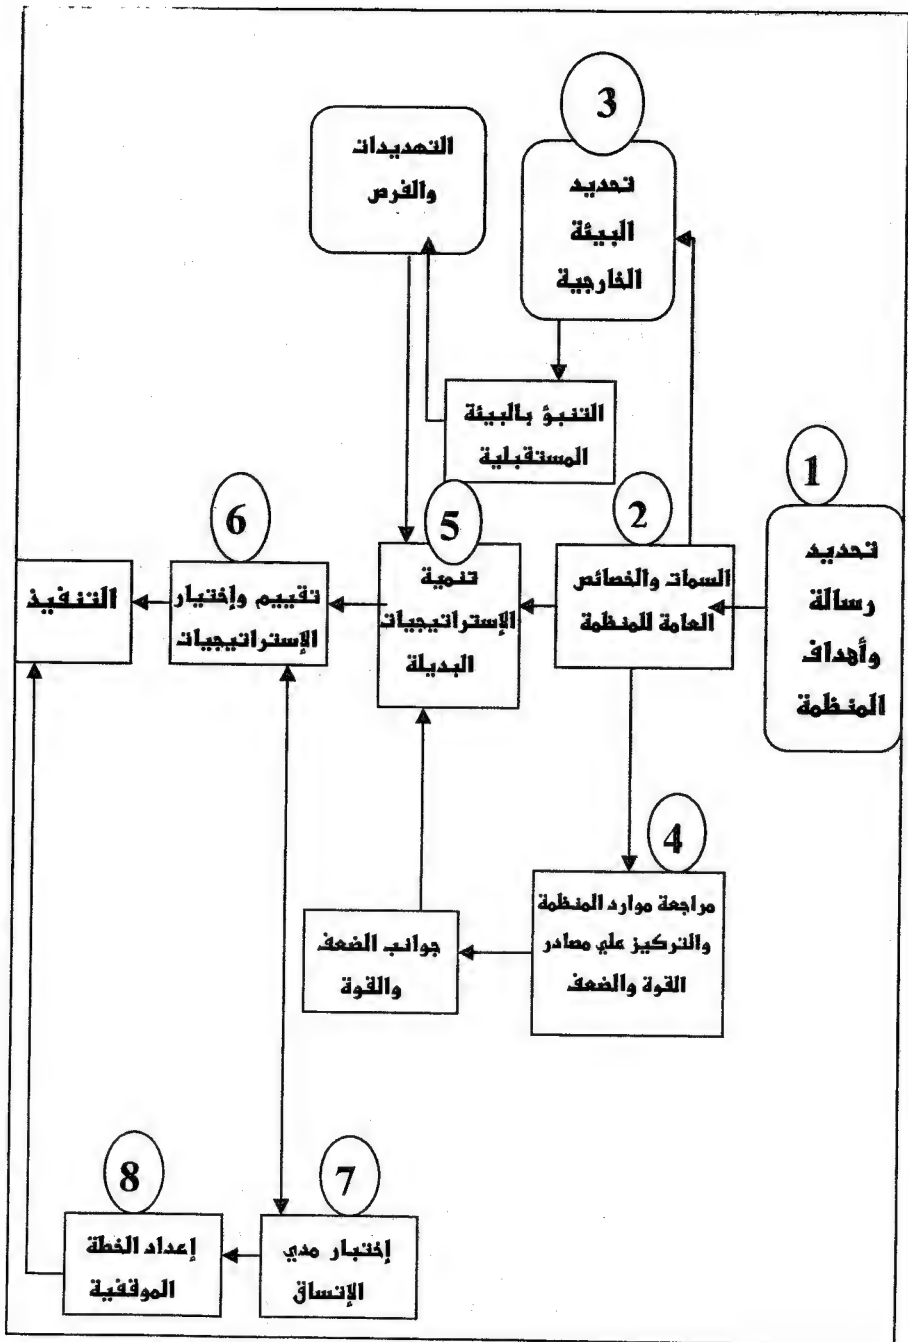 3
تحديد
البيئة
الخارجية
التهديدات
والفرص
التنبؤ بالبيئة
المستقبلية
1
تحديد
رسالة
وأهداف
المنظمة
2
السمات والخصائص
العامة للمنظمة
5
تنمية
الإستراتيجيات
البديلة
6
تقييم وإختيار
الإستراتيجيات
التنفيذ
4
مراجعة موارد المنظمة
والتركيز علي مصادر
القوة والضعف
جوانب الضعف
والقوة
7
إختبار مدي
الإتساق
8
إعداد الخطة
الموقفية